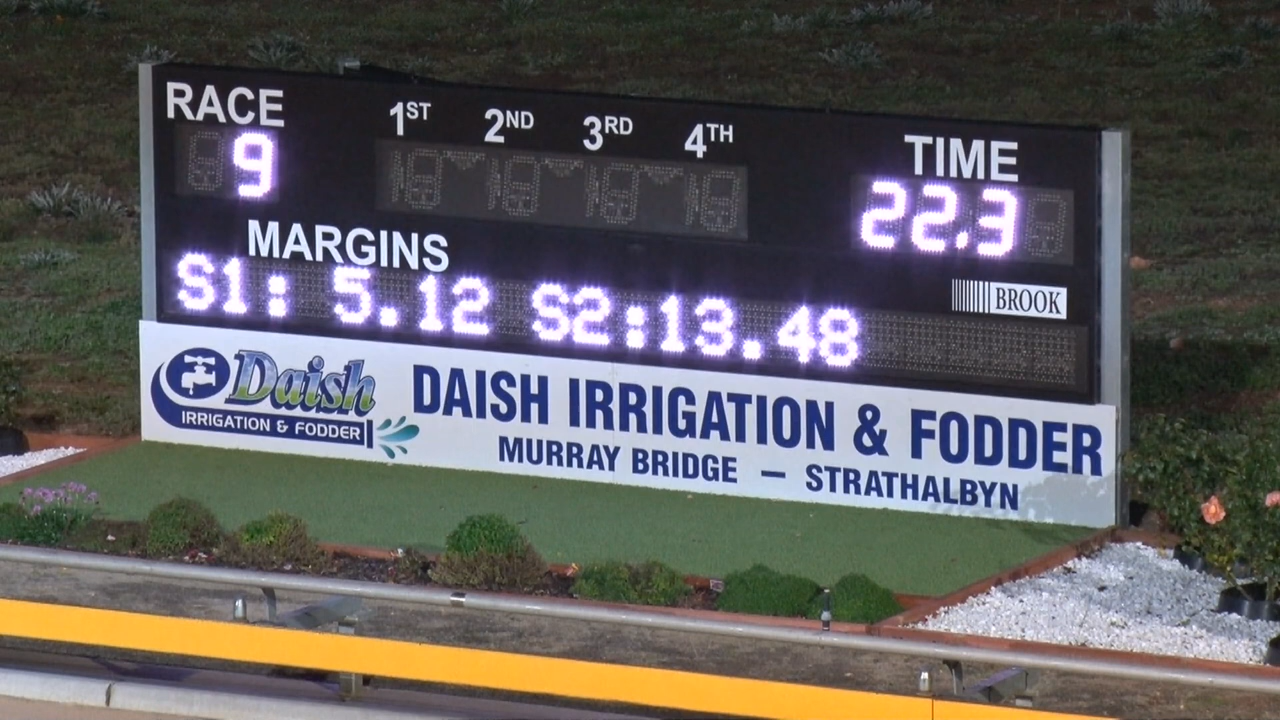 RACE 1ST 2ND 3RD 4TH TIME
9 22.3
MARGINS
S1: 5.12 S2:13.48
BROOK
Daish
IRRIGATION & FODDER
DAISH IRRIGATION & FODDER
MURRAY BRIDGE – STRATHALBYN